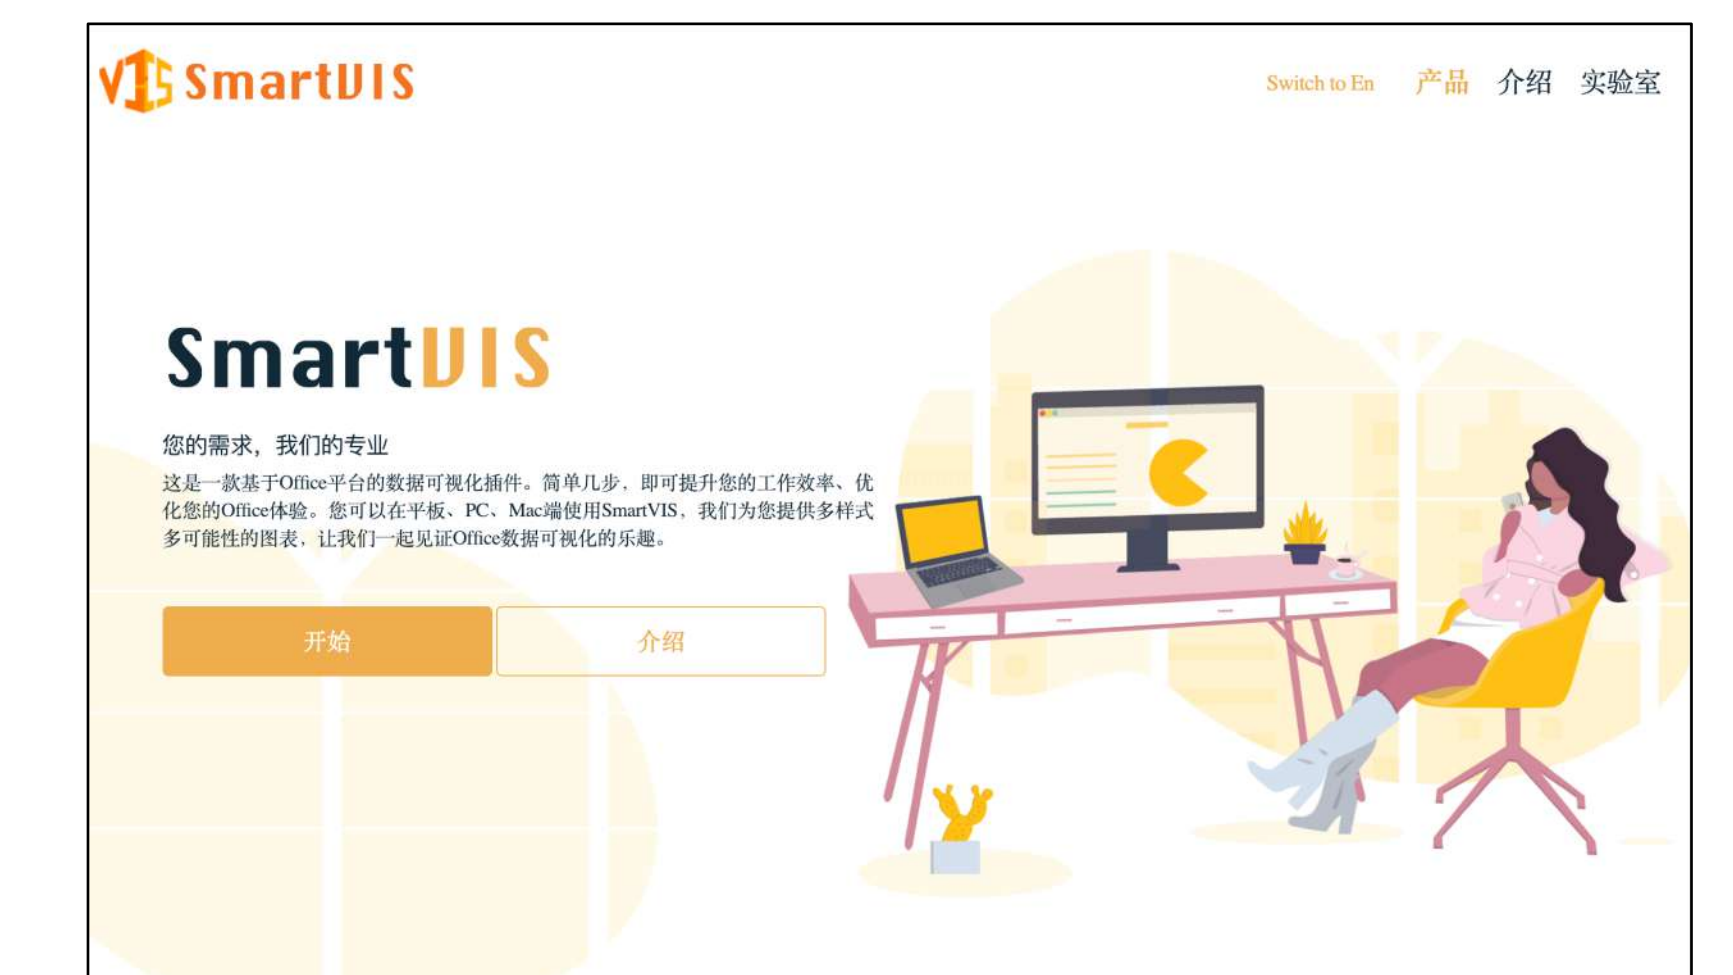 VIS SmartVIS
Switch to En 产品 介绍 实验室
SmartVIS
您的需求，我们的专业
这是一款基于Office平台的数据可视化插件。简单几步，即可提升您的工作效率、优
化您的Office体验。您可以在平板、PC、Mac端使用SmartVIS，我们为您提供多样式
多可能性的图表，让我们一起见证Office数据可视化的乐趣。
开始 介绍